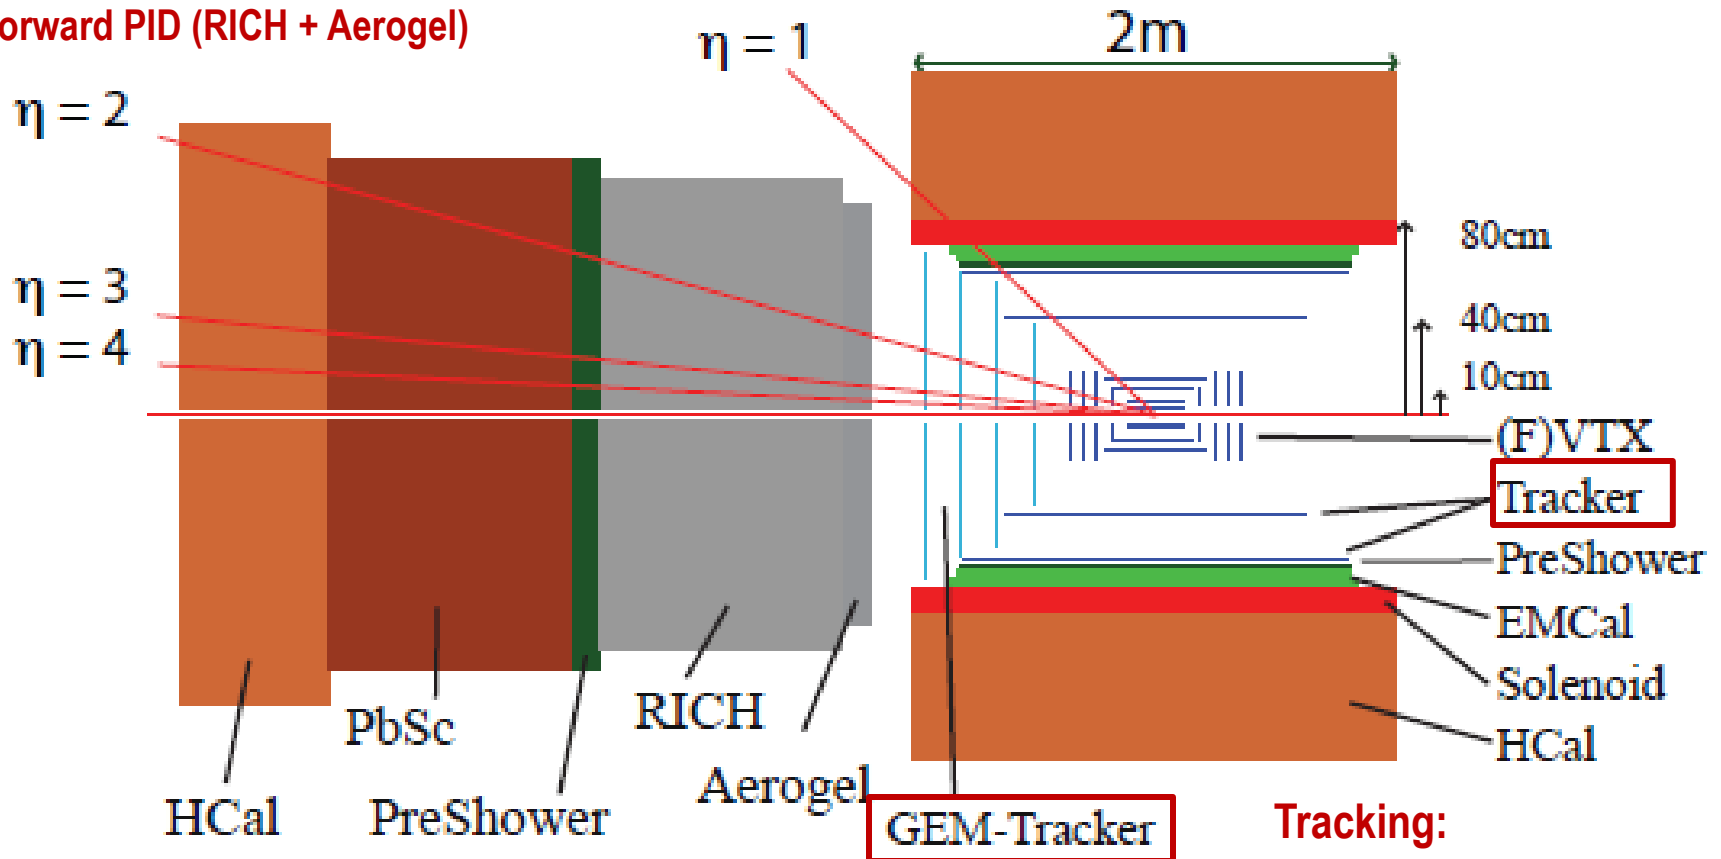 orward PID (RICH + Aerogel)
η = 1
2m
η = 2
80cm
η = 3
40cm
η = 4
10cm
(F)VTX
Tracker
PreShower
EMCal
Solenoid
HCal
RICH
PbSc
Aerogel
HCal
PreShower
GEM-Tracker
Tracking: